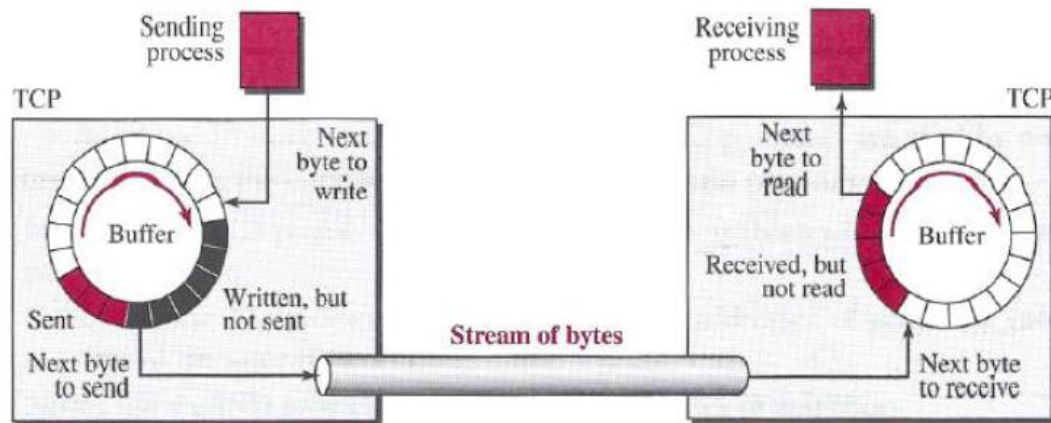 Sending
process
Receiving
process
TCP
TCP
Next
byte to
write
Next
byte to
read
Buffer
Buffer
Sent
Written, but
not sent
Received, but
not read
Stream of bytes
Next byte
to send
Next byte
to receive